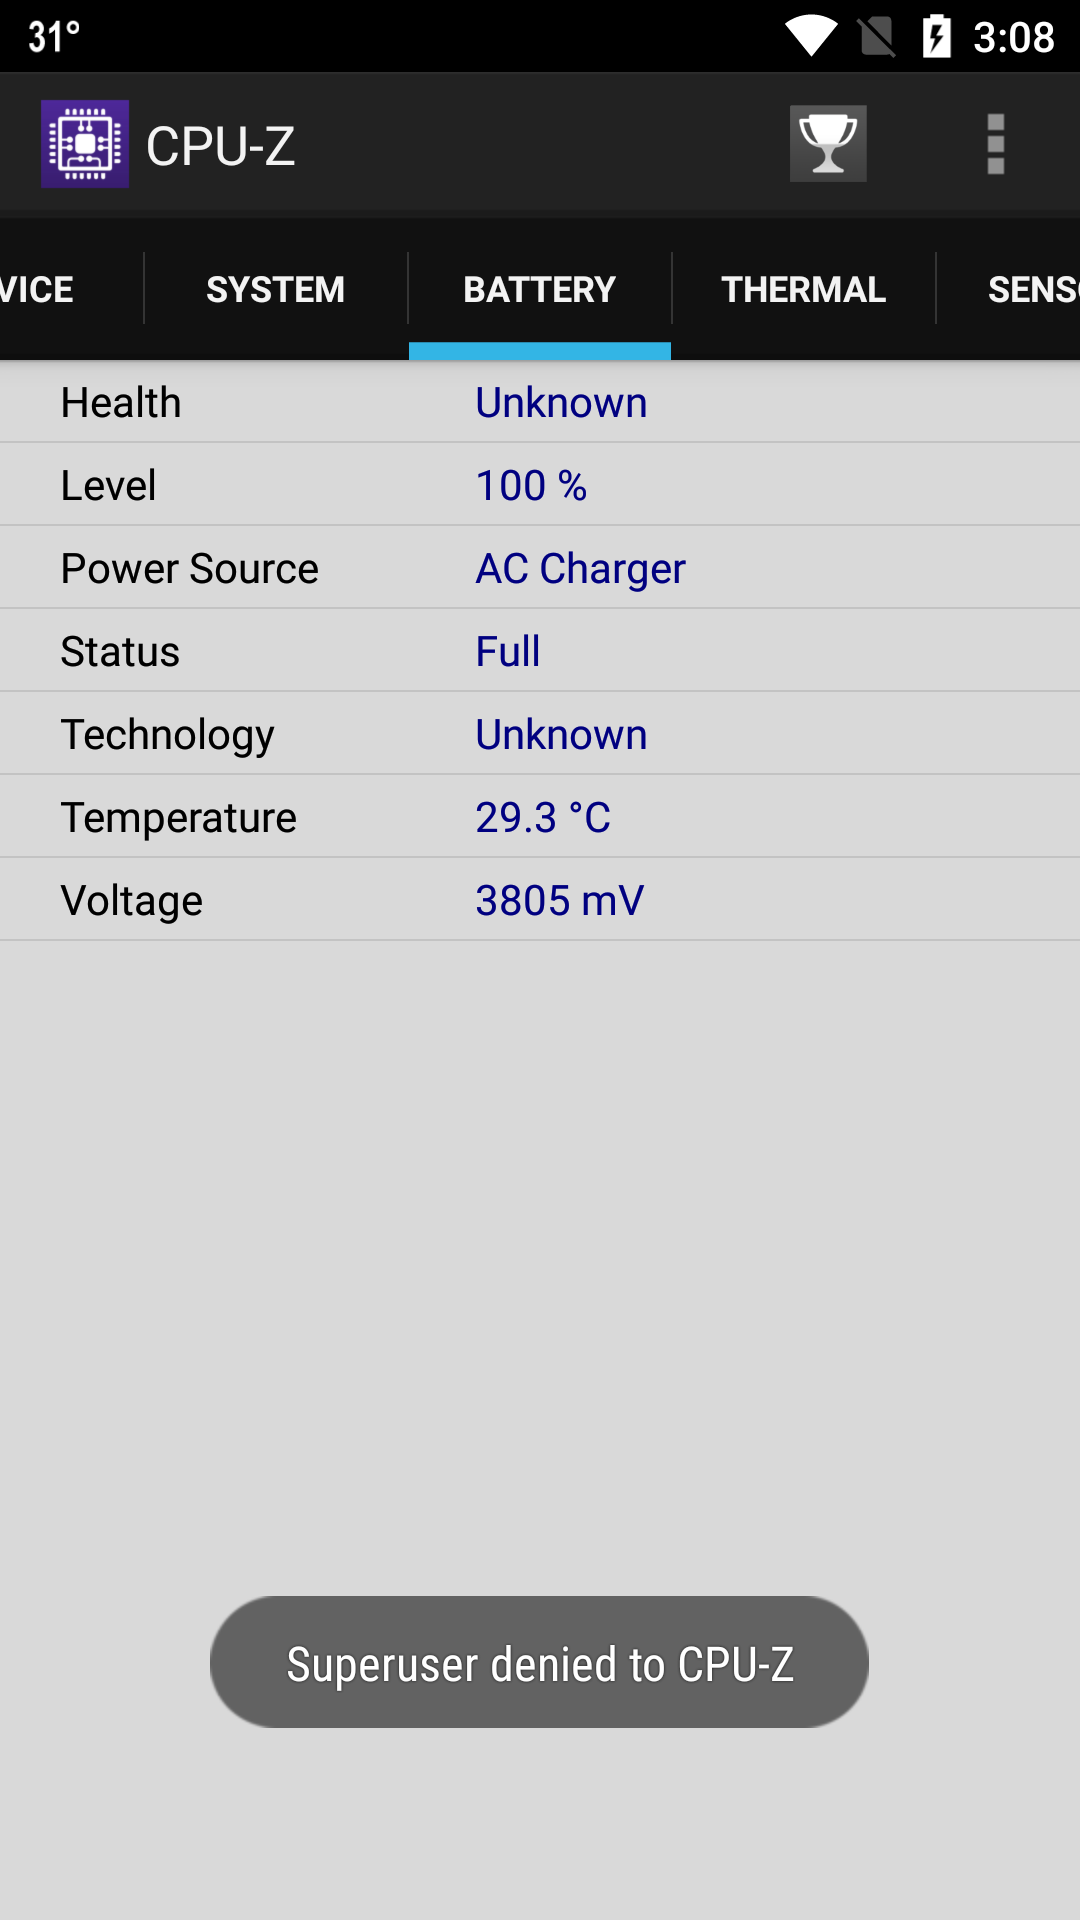 31° 3:08
CPU-Z
VICE SYSTEM BATTERY THERMAL SENS
Health Unknown
Level 100 %
Power Source AC Charger
Status Full
Technology Unknown
Temperature 29.3 °C
Voltage 3805 mV
Superuser denied to CPU-Z